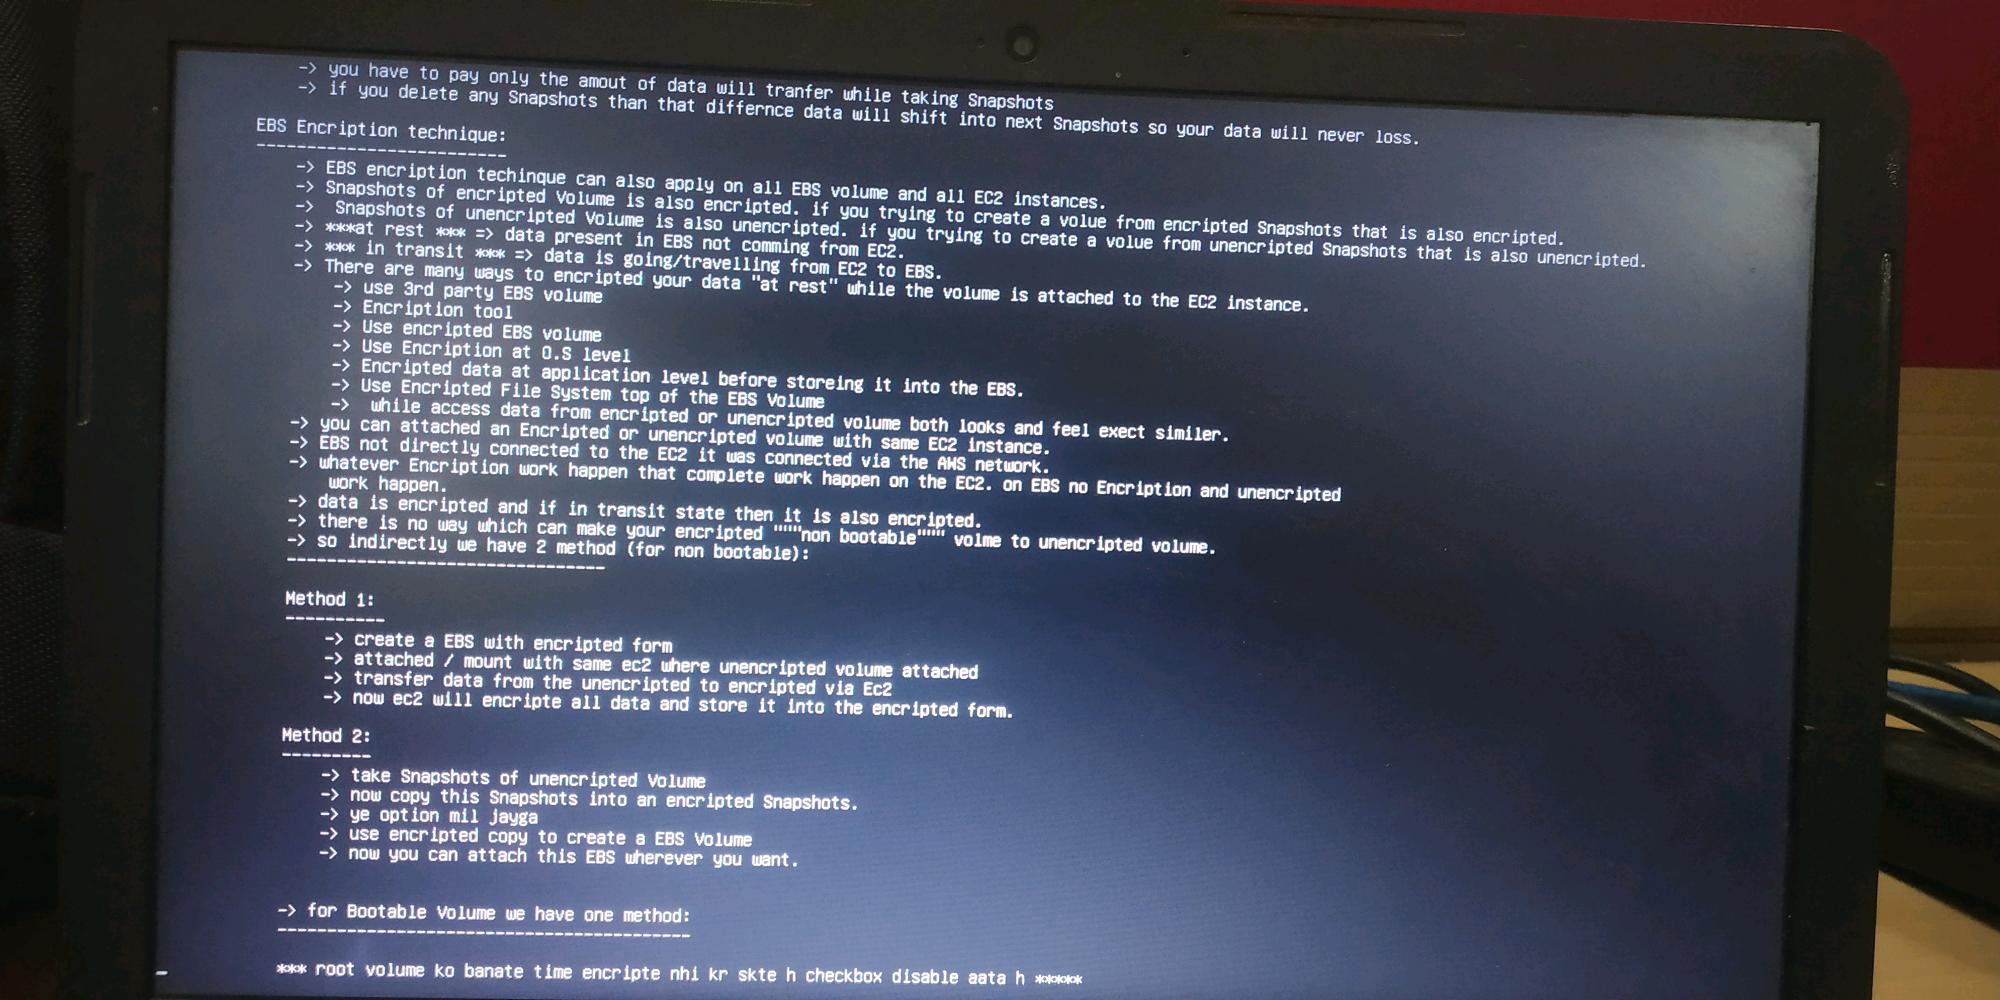 -> you have to pay only the amout of data will tranfer while taking Snapshots
-> if you delete any Snapshots than that differnce data will shift into next Snapshots so your data will never loss.
EBS Encription technique:
-------------------------
-> EBS encription techinque can also apply on all EBS volume and all EC2 instances.
-> Snapshots of encripted Volume is also encripted. if you trying to create a volue from encripted Snapshots that is also encripted.
-> Snapshots of unencripted Volume is also unencripted. if you trying to create a volue from unencripted Snapshots that is also unencripted.
-> ***at rest *** => data present in EBS not comming from EC2.
-> *** in transit *** => data is going/travelling from EC2 to EBS.
-> There are many ways to encripted your data "at rest" while the volume is attached to the EC2 instance.
-> use 3rd party EBS volume
-> Encription tool
-> Use encripted EBS volume
-> Use Encription at O.S level
-> Encripted data at application level before storeing it into the EBS.
-> Use Encripted File System top of the EBS Volume
-> while access data from encripted or unencripted volume both looks and feel exect similer.
-> you can attached an Encripted or unencripted volume with same EC2 instance.
-> EBS not directly connected to the EC2 it was connected via the AWS network.
-> whatever Encription work happen that complete work happen on the EC2. on EBS no Encription and unencripted
work happen.
-> data is encripted and if in transit state then it is also encripted.
-> there is no way which can make your encripted """non bootable""" volme to unencripted volume.
-> so indirectly we have 2 method (for non bootable):
--------------------------------
Method 1:
----------
-> create a EBS with encripted form
-> attached / mount with same ec2 where unencripted volume attached
-> transfer data from the unencripted to encripted via Ec2
-> now ec2 will encripte all data and store it into the encripted form.
Method 2:
---------
-> take Snapshots of unencripted Volume
-> now copy this Snapshots into an encripted Snapshots.
-> ye option mil jayga
-> use encripted copy to create a EBS Volume
-> now you can attach this EBS wherever you want.
-> for Bootable Volume we have one method:
------------------------------------------
*** root volume ko banate time encripte nhi kr skte h checkbox disable aata h *****